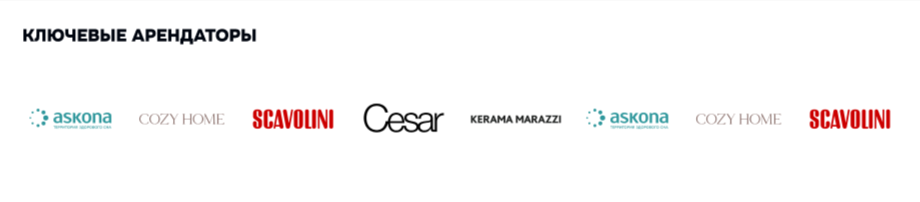 КЛЮЧЕВЫЕ АРЕНДАТОРЫ
askona COZY HOME SCAVOLINI Cesar KERAMA MARAZZI askona COZY HOME SCAVOLINI
ТЕРРИТОРИЯ ЗДОРОВОГО СНА ТЕРРИТОРИЯ ЗДОРОВОГО СНА